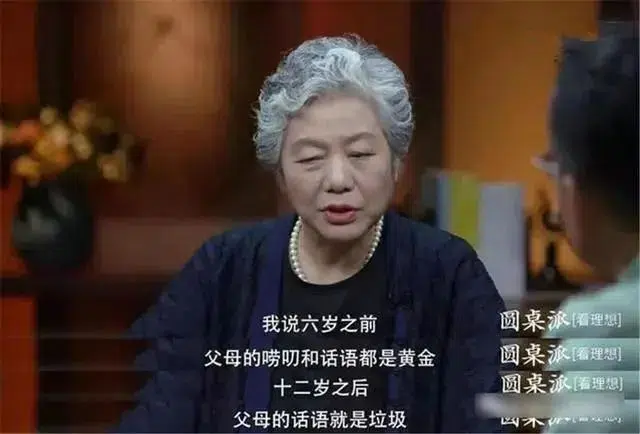 我说六岁之前
圆桌派[看理想]
父母的唠叨和话语都是黄金
圆桌派[看理想]
十二岁之后
圆桌派[看理想]
父母的话语就是垃圾
圆桌派[看理想]